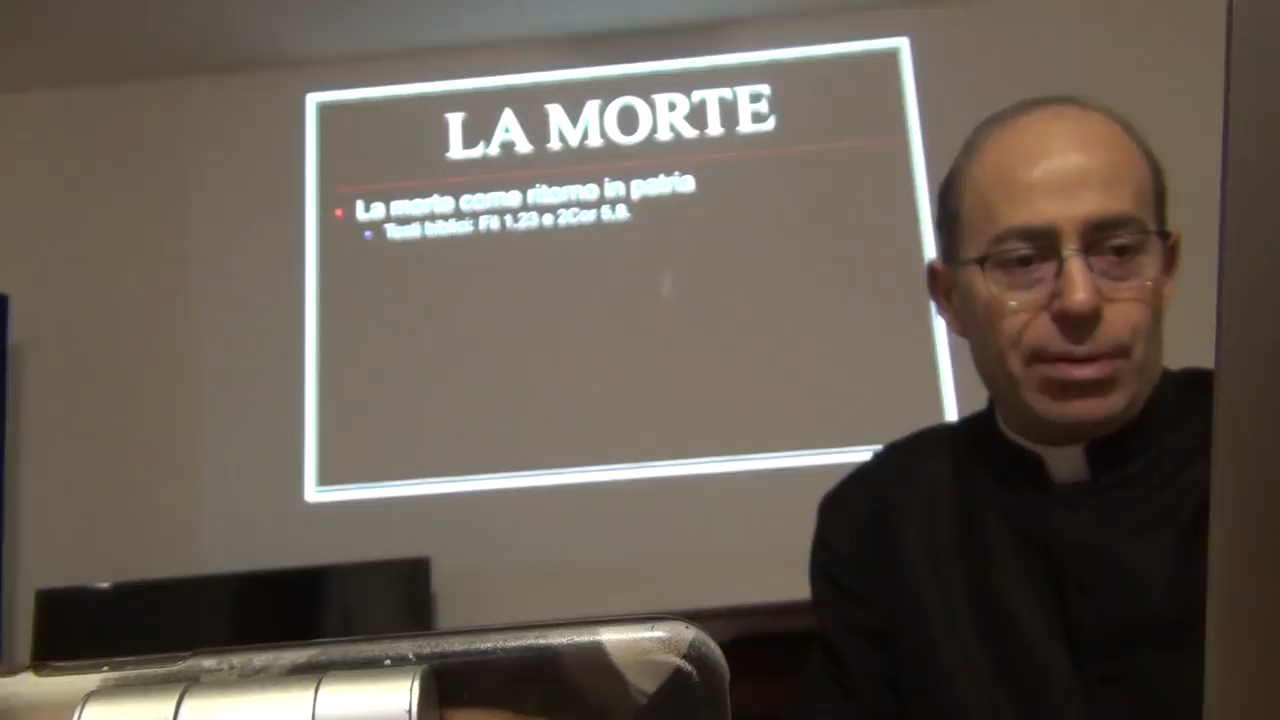 LA MORTE
La morte come ritorno in patria
Testi biblici: Fil 1,23 e 2Cor 5,8.